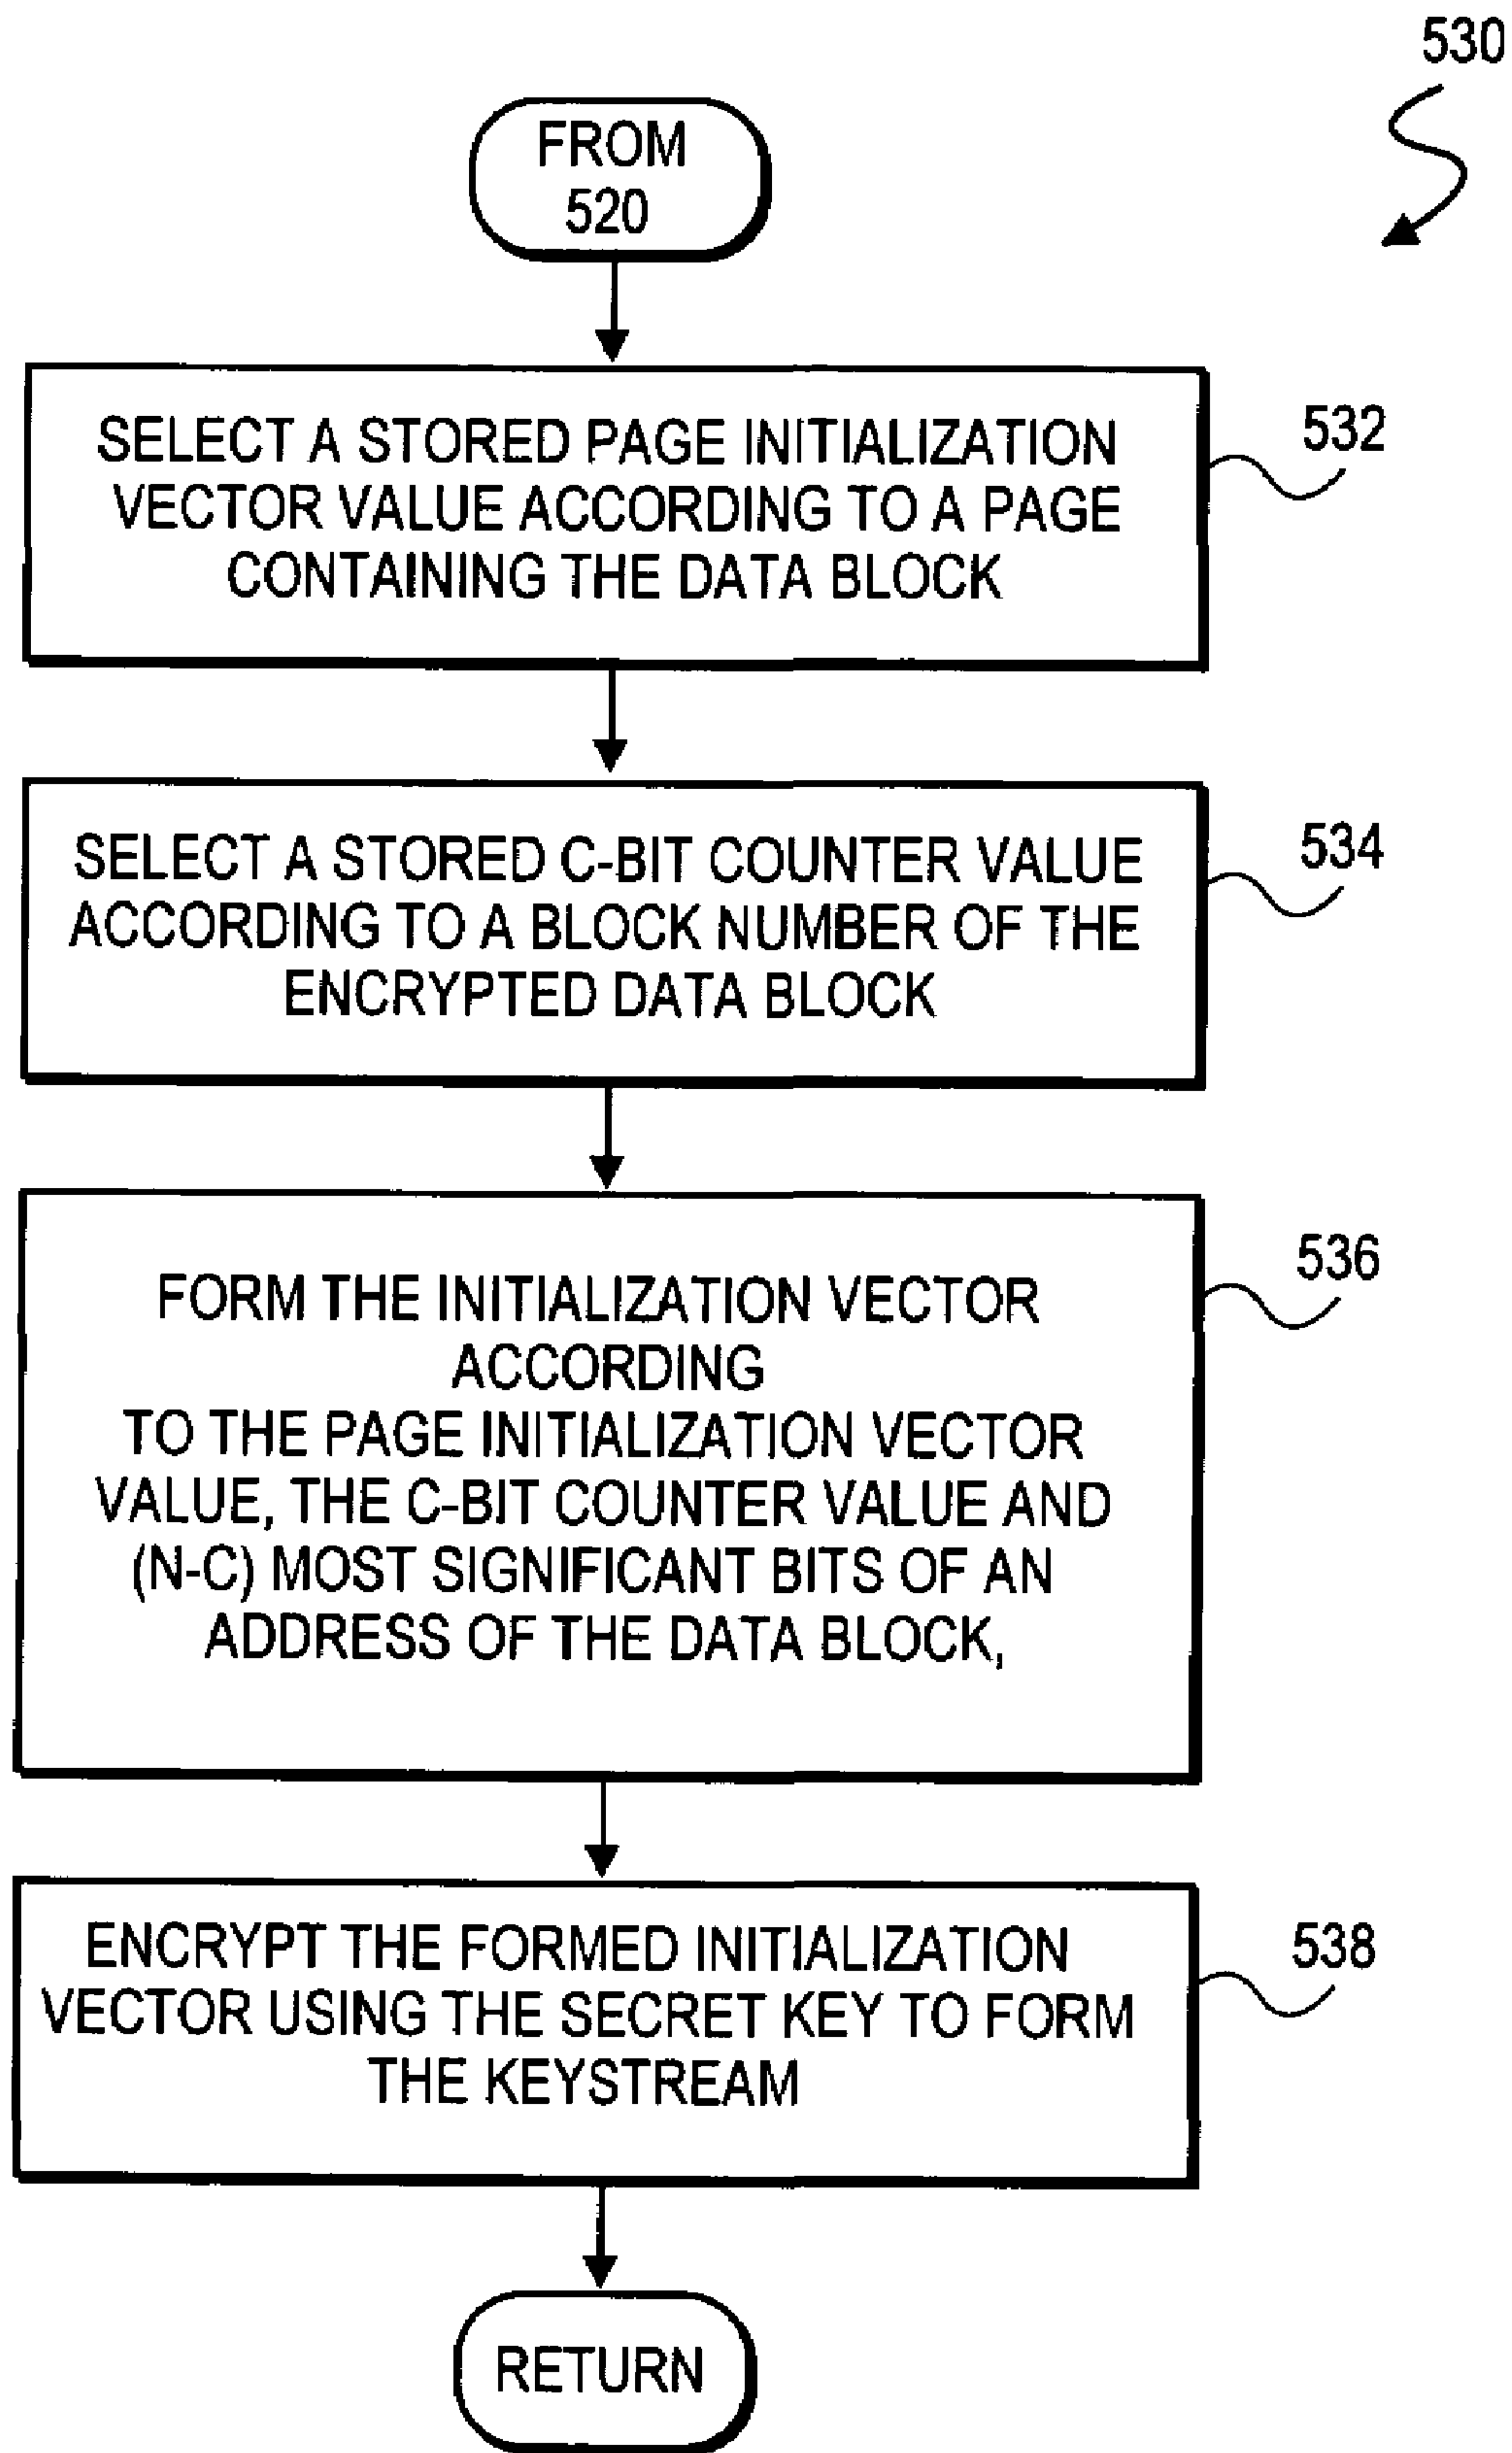 530
FROM
520
SELECT A STORED PAGE INITIALIZATION
VECTOR VALUE ACCORDING TO A PAGE
CONTAINING THE DATA BLOCK
532
SELECT A STORED C-BIT COUNTER VALUE
ACCORDING TO A BLOCK NUMBER OF THE
ENCRYPTED DATA BLOCK
534
FORM THE INITIALIZATION VECTOR
ACCORDING
TO THE PAGE INITIALIZATION VECTOR
VALUE, THE C-BIT COUNTER VALUE AND
(N-C) MOST SIGNIFICANT BITS OF AN
ADDRESS OF THE DATA BLOCK,
536
ENCRYPT THE FORMED INITIALIZATION
VECTOR USING THE SECRET KEY TO FORM
THE KEYSTREAM
538
RETURN